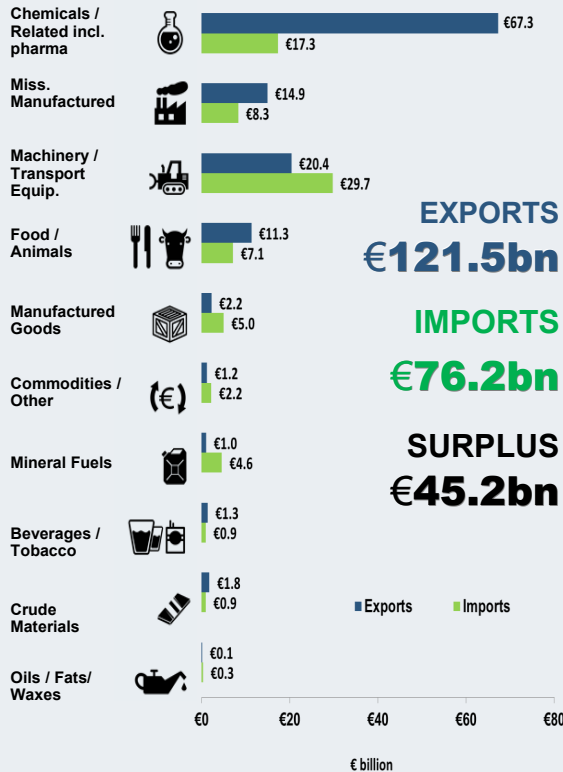 Chemicals /
Related incl.
pharma
€67.3
€17.3
Miss.
Manufactured
€14.9
€8.3
Machinery /
Transport
Equip.
€20.4
€29.7
Food /
Animals
€11.3
€7.1
EXPORTS
€121.5bn
Manufactured
Goods
€2.2
€5.0
IMPORTS
€76.2bn
Commodities /
Other
(€)
€1.2
€2.2
Mineral Fuels
€1.0
€4.6
SURPLUS
€45.2bn
Beverages /
Tobacco
€1.3
€0.9
Crude
Materials
€1.8
€0.9
Exports Imports
Oils / Fats/
Waxes
€0.1
€0.3
€0 €20 €40 €60 €80
€ billion